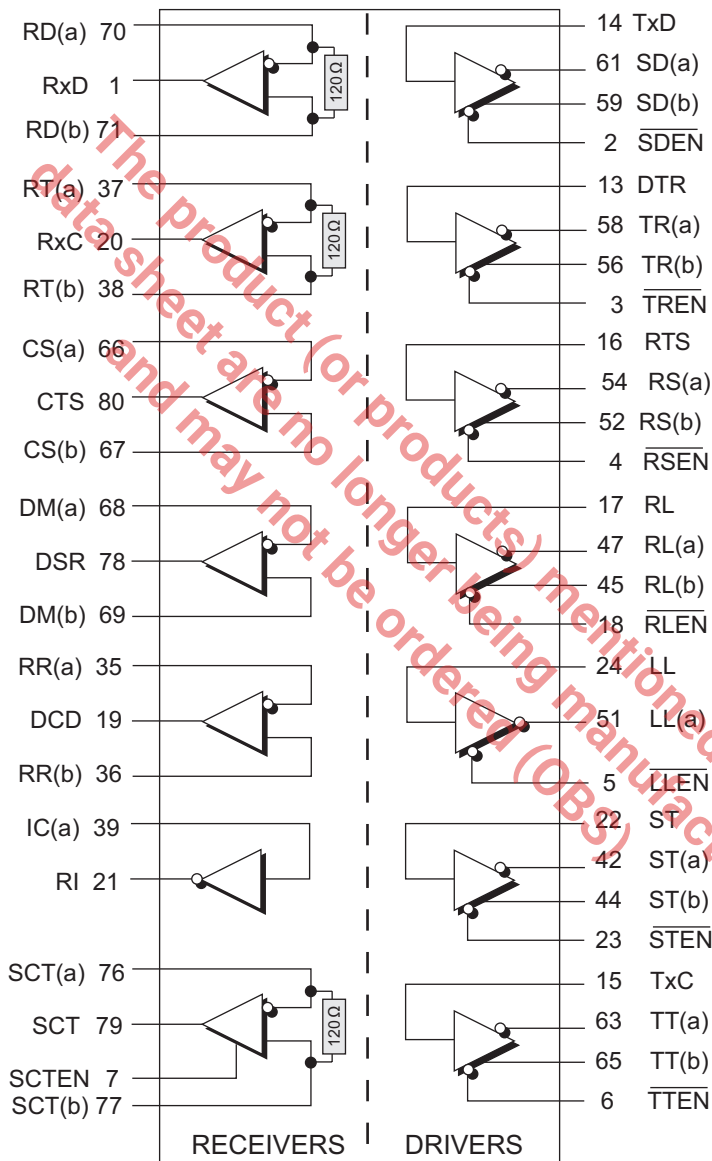 RD(a) 70
RxD 1
RD(b) 71
120 Ω
RT(a) 37
RxC 20
RT(b) 38
120 Ω
CS(a) 66
CTS 80
CS(b) 67
DM(a) 68
DSR 78
DM(b) 69
RR(a) 35
DCD 19
RR(b) 36
IC(a) 39
RI 21
SCT(a) 76
SCT 79
SCTEN 7
SCT(b) 77
120 Ω
RECEIVERS
14 TxD
61 SD(a)
59 SD(b)
2 SDEN
13 DTR
58 TR(a)
56 TR(b)
3 TREN
16 RTS
54 RS(a)
52 RS(b)
4 RSEN
17 RL
47 RL(a)
45 RL(b)
18 RLEN
24 LL
51 LL(a)
5 LLEN
22 ST
42 ST(a)
44 ST(b)
23 STEN
15 TxC
63 TT(a)
65 TT(b)
6 TTEN
DRIVERS
The product (or products) mentioned
data sheet are no longer being manufac
and may not be ordered (OBS)